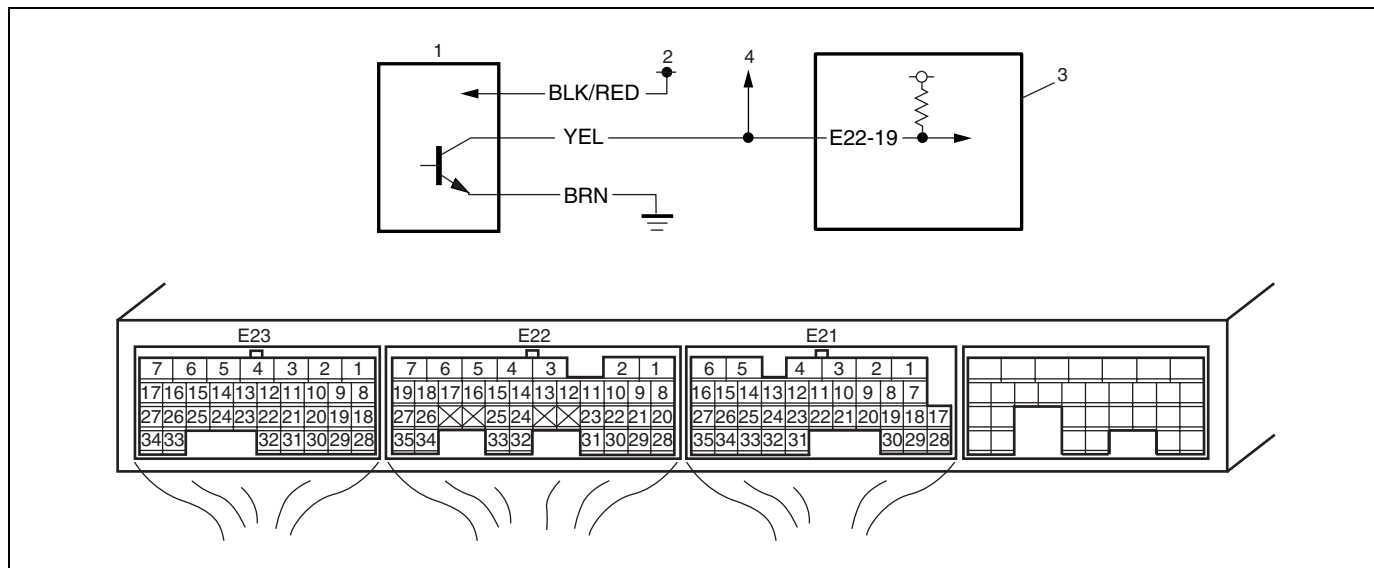 1
2
4
3
BLK/RED
YEL
E22-19
BRN
E23 E22 E21
7 6 5 4 3 2 1
17 16 15 14 13 12 11 10 9 8
27 26 25 24 23 22 21 20 19 18
34 33 32 31 30 29 28
7 6 5 4 3 2 1
19 18 17 16 15 14 13 12 11 10 9 8
27 26 25 24 23 22 21 20
35 34 33 32 31 30 29 28
6 5 4 3 2 1
16 15 14 13 12 11 10 9 8 7
27 26 25 24 23 22 21 20 19 18 17
35 34 33 32 31 30 29 28